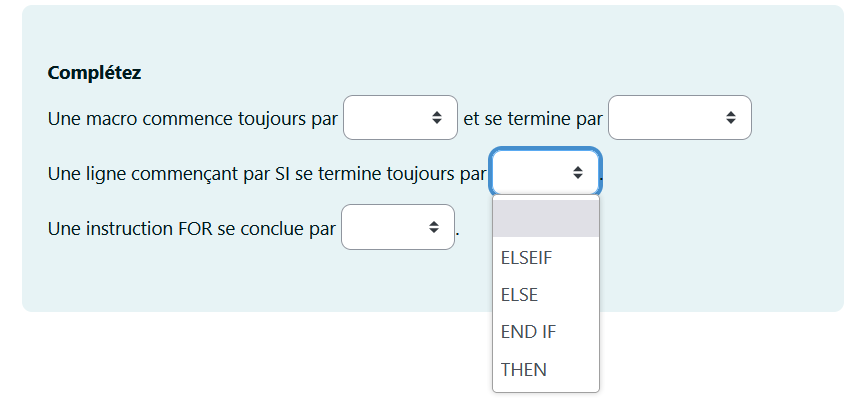 Complétez
Une macro commence toujours par et se termine par
Une ligne commençant par SI se termine toujours par .
Une instruction FOR se conclue par .
ELSEIF
ELSE
END IF
THEN